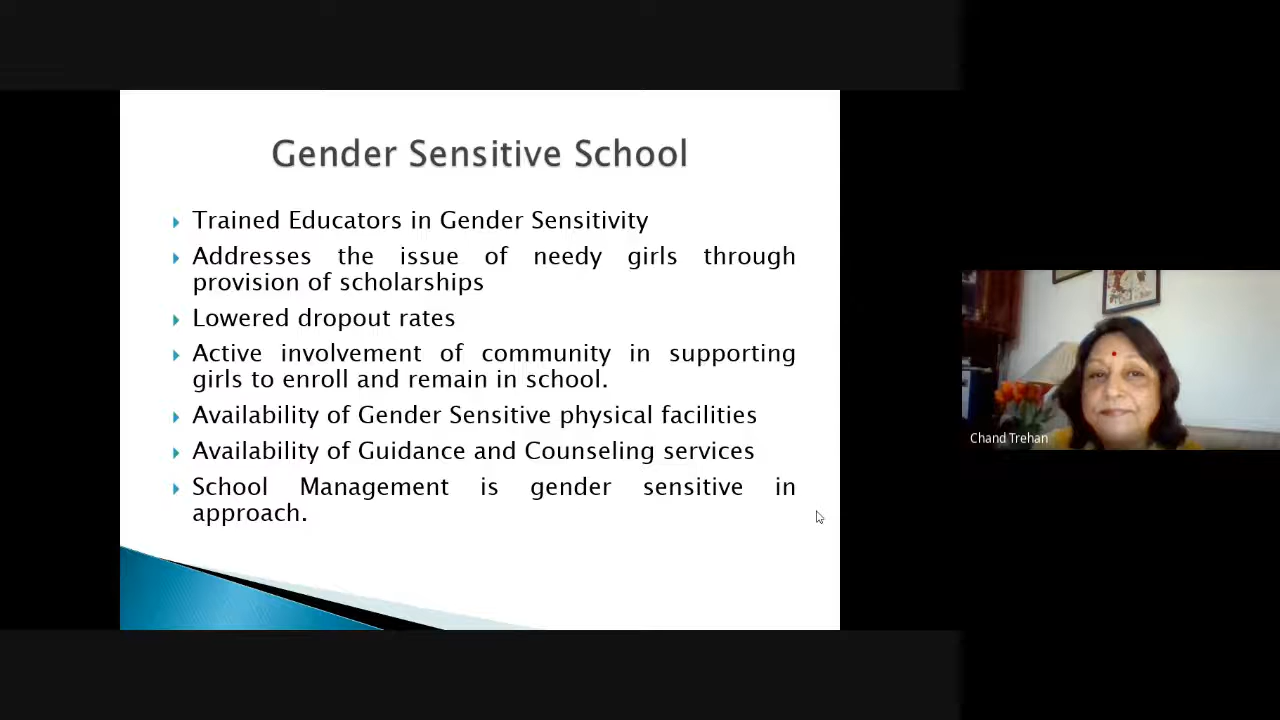 Gender Sensitive School
Trained Educators in Gender Sensitivity
Addresses the issue of needy girls through
provision of scholarships
Lowered dropout rates
Active involvement of community in supporting
girls to enroll and remain in school.
Availability of Gender Sensitive physical facilities
Availability of Guidance and Counseling services
School Management is gender sensitive in
approach.
Chand Trehan